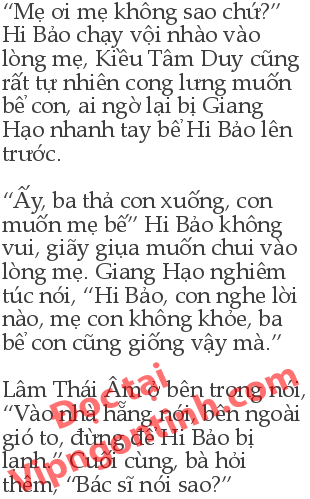 “Mẹ ơi mẹ không sao chứ?”
Hi Bảo chạy vội nhào vào
lòng mẹ, Kiều Tâm Duy cũng
rất tự nhiên cong lưng muốn
bế con, ai ngờ lại bị Giang
Hạo nhanh tay bế Hi Bảo lên
trước.
“Ấy, ba thả con xuống, con
muốn mẹ bế” Hi Bảo không
vui, giãy giụa muốn chui vào
lòng mẹ. Giang Hạo nghiêm
túc nói, “Hi Bảo, con nghe lời
nào, mẹ con không khỏe, ba
bế con cũng giống vậy mà.”
Lâm Thái Âm ở bên trong nói,
“Vào nhà hẵng nói, bên ngoài
gió to, đừng để Hi Bảo bị
lạnh.” Cuối cùng, bà hỏi
thêm, “Bác sĩ nói sao?”
Đọc tại
Vipngontinh.com